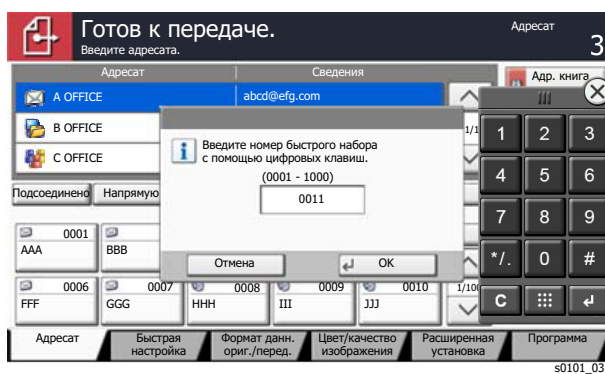 Готов к передаче.
Введите адресата.
Адресат
3
Адресат
Сведения
Адр. книга
A OFFICE
abcd@efg.com
B OFFICE
C OFFICE
1/1
Введите номер быстрого набора
с помощью цифровых клавиш.
(0001 - 1000)
0011
Отмена
OK
1 2 3
4 5 6
7 8 9
*/. 0 #
C
Подсоединено
Напрямую
0001
AAA
BBB
0006 0007 0008 0009 0010
FFF GGG HHH III JJJ
1/100
Адресат
Быстрая
настройка
Формат данн.
ориг./перед.
Цвет/качество
изображения
Расширенная
установка
Программа
s0101_03